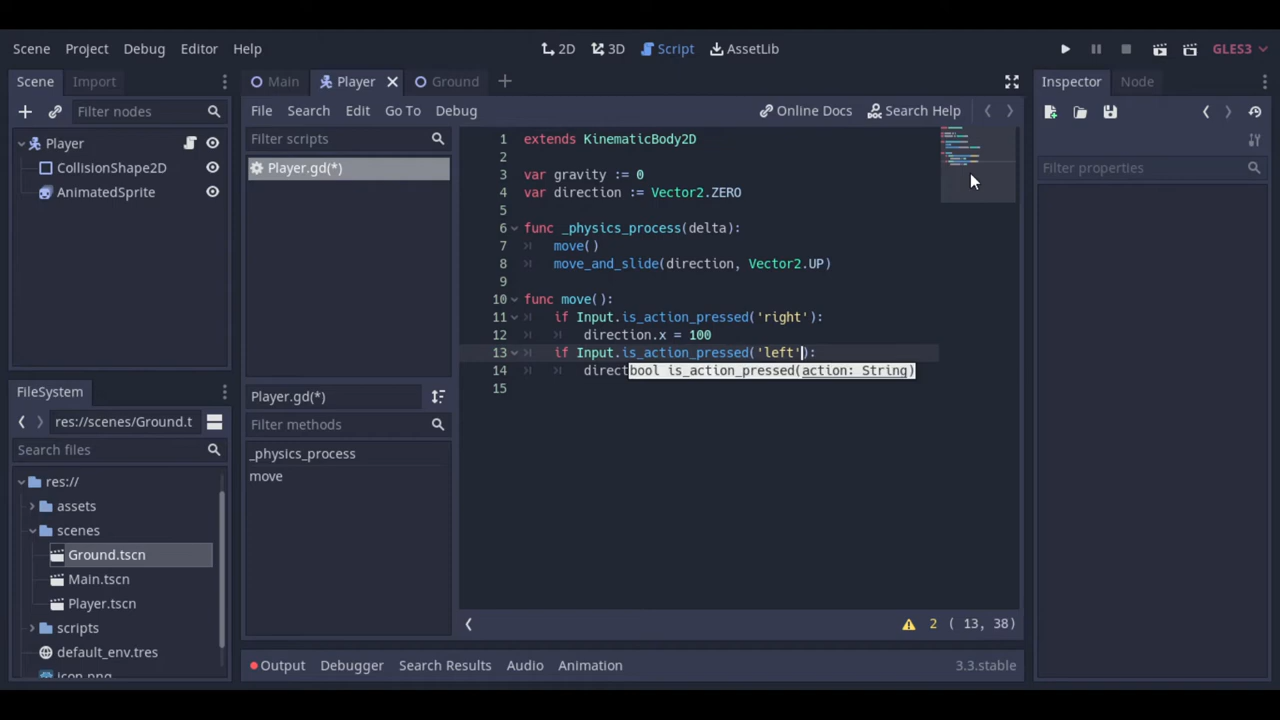 Scene Project Debug Editor Help 2D 3D Script AssetLib GLES3
Scene Import Main Player Ground Inspector Node
Filter nodes File Search Edit Go To Debug Online Docs Search Help
Player
CollisionShape2D
AnimatedSprite
Filter scripts
Player.gd(*)
Player.gd(*)
Filter methods
_physics_process
move
1 extends KinematicBody2D
2
3 var gravity := 0
4 var direction := Vector2.ZERO
5
6 func _physics_process(delta):
7 move()
8 move_and_slide(direction, Vector2.UP)
9
10 func move():
11 if Input.is_action_pressed('right'):
12 direction.x = 100
13 if Input.is_action_pressed('left'):
14 direct bool is_action_pressed(action: String)
15
2 ( 13, 38)
Filter properties
FileSystem
res://scenes/Ground.t
Search files
res://
assets
scenes
Ground.tscn
Main.tscn
Player.tscn
scripts
default_env.tres
icon.png
Output Debugger Search Results Audio Animation 3.3.stable